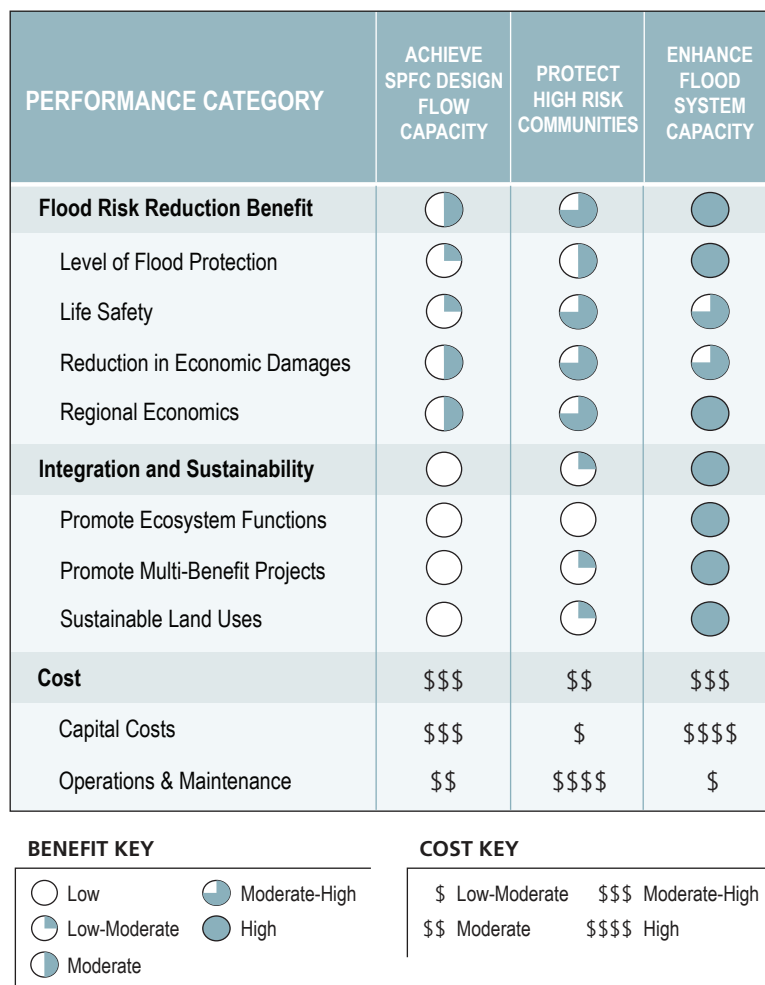 PERFORMANCE CATEGORY
ACHIEVE
SPFC DESIGN
FLOW
CAPACITY
PROTECT
HIGH RISK
COMMUNITIES
ENHANCE
FLOOD
SYSTEM
CAPACITY
Flood Risk Reduction Benefit
Level of Flood Protection
Life Safety
Reduction in Economic Damages
Regional Economics
Integration and Sustainability
Promote Ecosystem Functions
Promote Multi-Benefit Projects
Sustainable Land Uses
Cost $$$ $$ $$$
Capital Costs $$$ $ $$$$
Operations & Maintenance $$ $$$$ $
BENEFIT KEY
Low
Moderate-High
Low-Moderate
High
Moderate
COST KEY
$ Low-Moderate $$$ Moderate-High
$$ Moderate $$$$ High